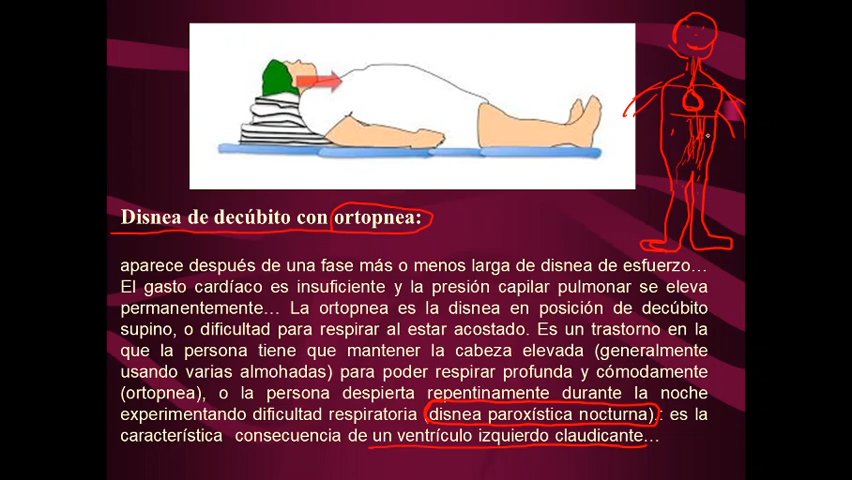 Disnea de decúbito con ortopnea:
aparece después de una fase más o menos larga de disnea de esfuerzo…
El gasto cardíaco es insuficiente y la presión capilar pulmonar se eleva
permanentemente… La ortopnea es la disnea en posición de decúbito
supino, o dificultad para respirar al estar acostado. Es un trastorno en la
que la persona tiene que mantener la cabeza elevada (generalmente
usando varias almohadas) para poder respirar profunda y cómodamente
(ortopnea), o la persona despierta repentinamente durante la noche
experimentando dificultad respiratoria (disnea paroxística nocturna).: es la
característica consecuencia de un ventrículo izquierdo claudicante…